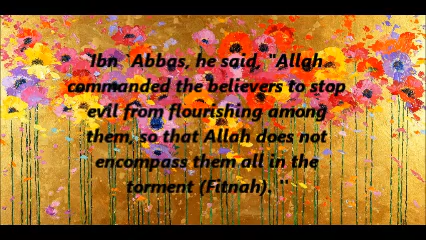 Ibn `Abbas, he said, "Allah
commanded the believers to stop
evil from flourishing among
them, so that Allah does not
encompass them all in the
torment (Fitnah). "